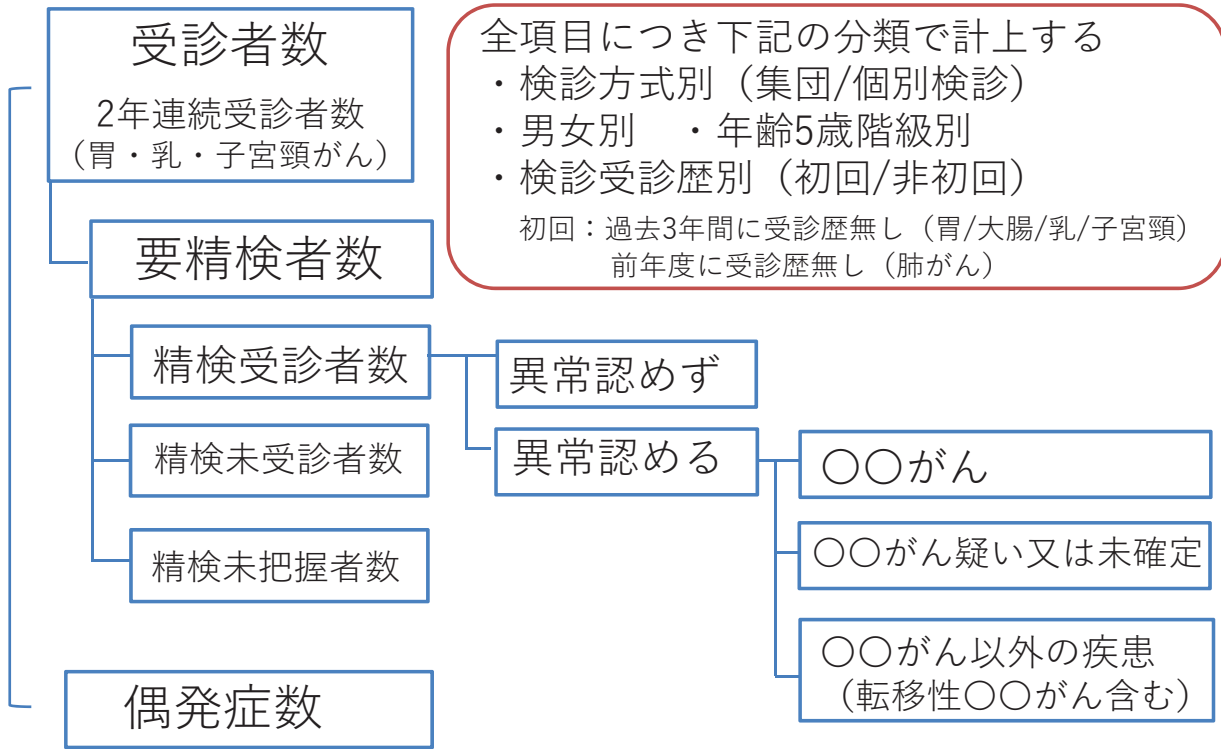 受診者数
2年連続受診者数
（胃・乳・子宮頸がん）
全項目につき下記の分類で計上する
・検診方式別（集団/個別検診）
・男女別　・年齢5歳階級別
・検診受診歴別（初回/非初回）
初回：過去3年間に受診歴無し（胃/大腸/乳/子宮頸）
前年度に受診歴無し（肺がん）
要精検者数
精検受診者数
異常認めず
精検未受診者数
異常認める
〇〇がん
精検未把握者数
〇〇がん疑い又は未確定
〇〇がん以外の疾患
（転移性〇〇がん含む）
偶発症数